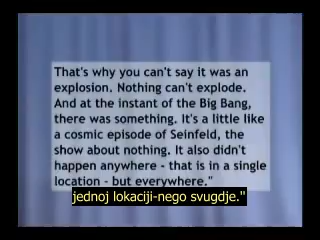 That's why you can't say it was an
explosion. Nothing can't explode.
And at the instant of the Big Bang,
there was something. It's a little like
a cosmic episode of Seinfeld, the
show about nothing. It also didn't
happen anywhere - that is in a single
location - but everywhere."
jednoj lokaciji-nego svugdje."